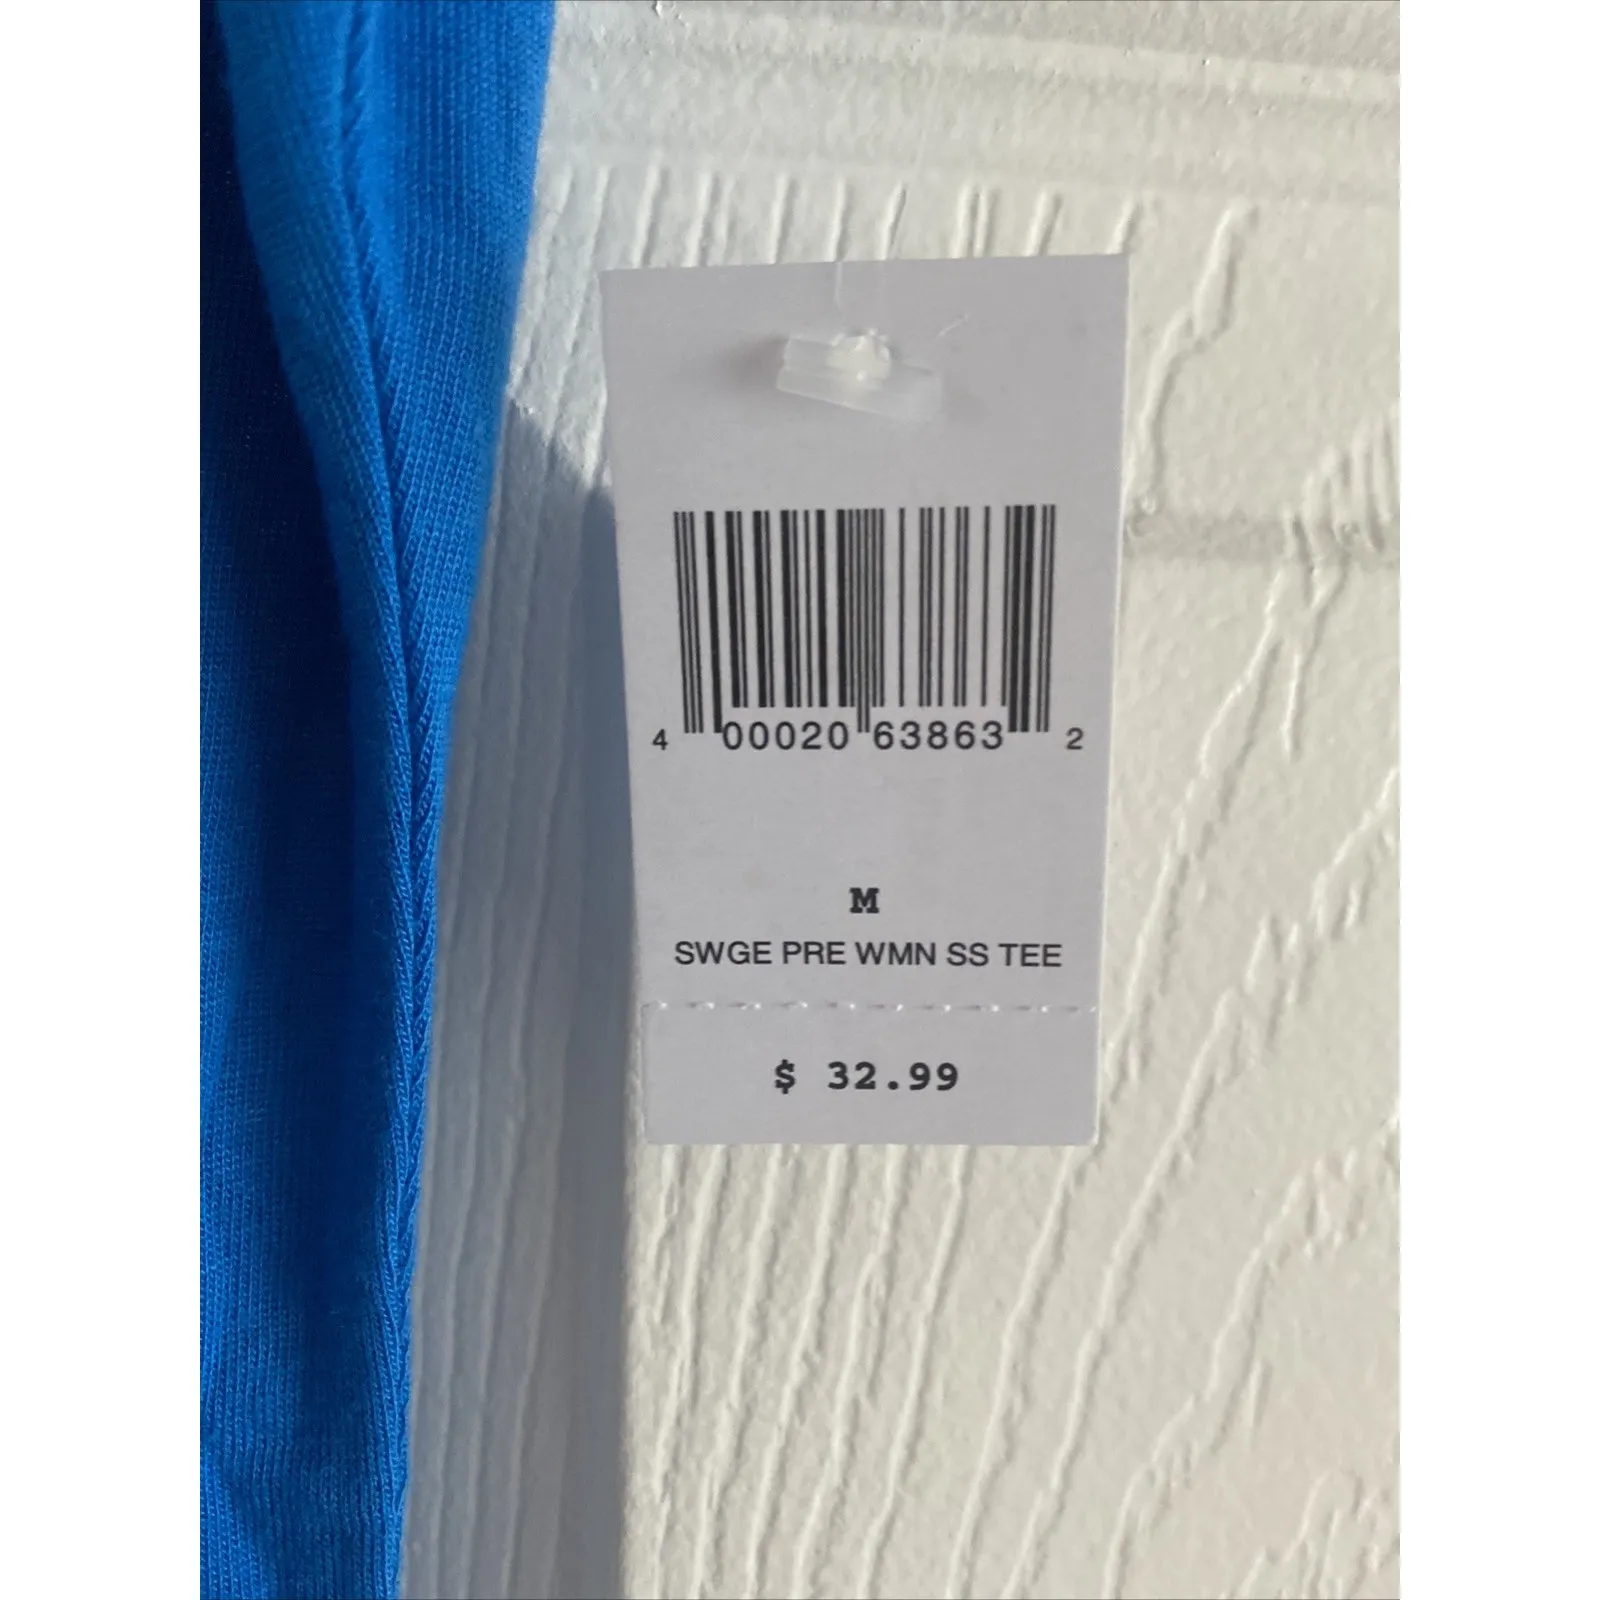 4 00020 63863 2
M
SWGE PRE WMN SS TEE
$ 32.99